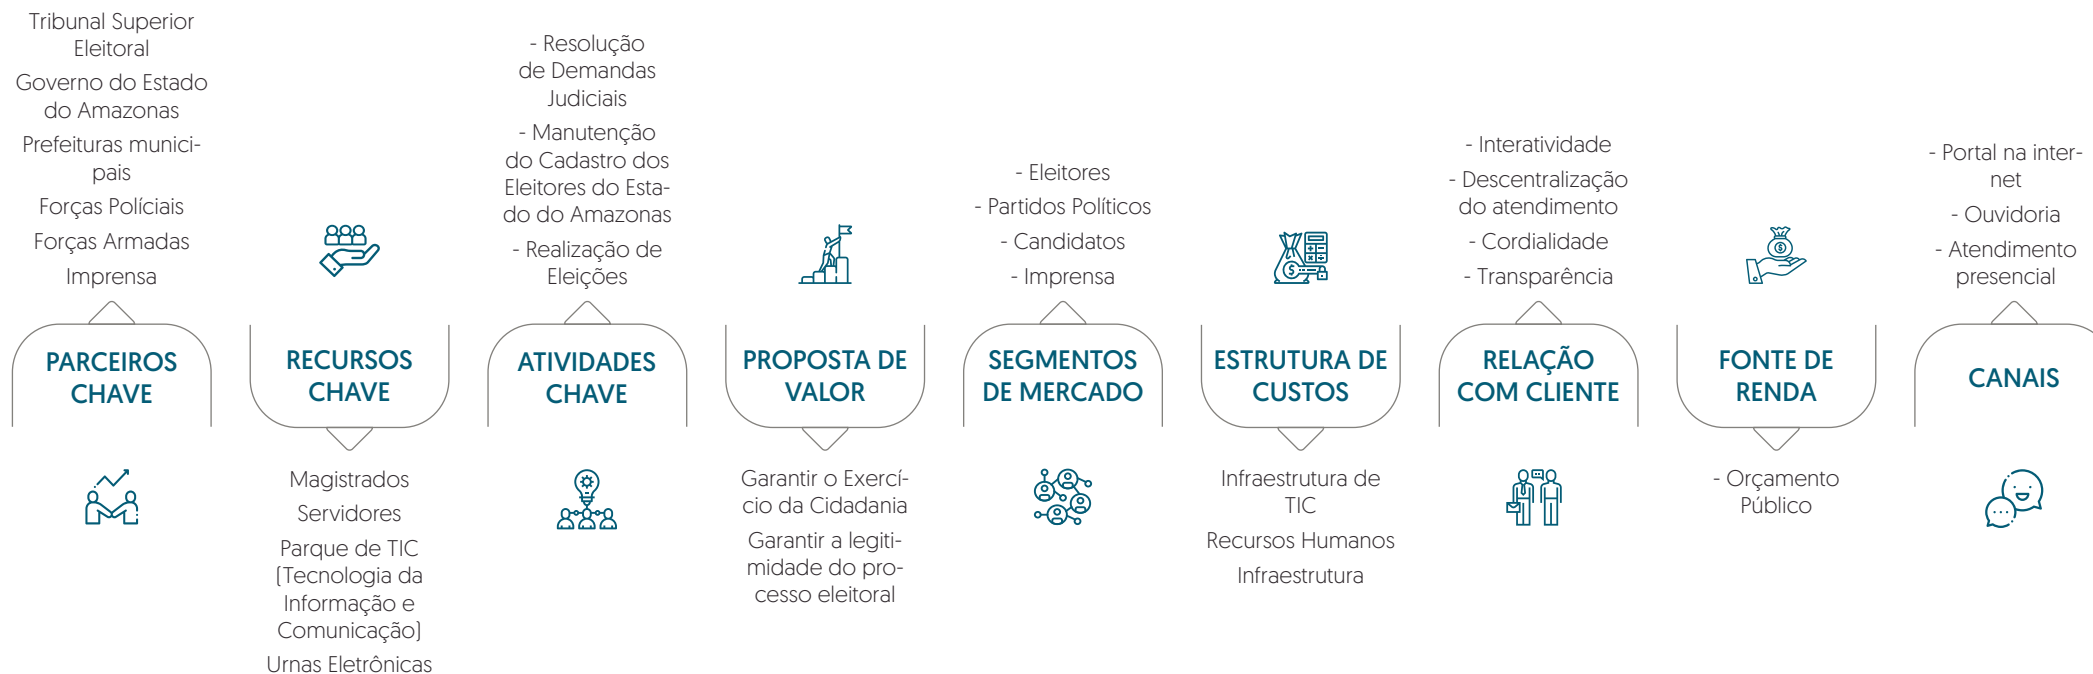 Tribunal Superior
Eleitoral
Governo do Estado
do Amazonas
Prefeituras munici-
pais
Forças Políciais
Forças Armadas
Imprensa
PARCEIROS
CHAVE
RECURSOS
CHAVE
Magistrados
Servidores
Parque de TIC
(Tecnologia da
Informação e
Comunicação)
Urnas Eletrônicas
- Resolução
de Demandas
Judiciais
- Manutenção
do Cadastro dos
Eleitores do Esta-
do do Amazonas
- Realização de
Eleições
ATIVIDADES
CHAVE
PROPOSTA DE
VALOR
Garantir o Exercí-
cio da Cidadania
Garantir a legiti-
midade do pro-
cesso eleitoral
- Eleitores
- Partidos Políticos
- Candidatos
- Imprensa
SEGMENTOS
DE MERCADO
ESTRUTURA DE
CUSTOS
Infraestrutura de
TIC
Recursos Humanos
Infraestrutura
- Interatividade
- Descentralização
do atendimento
- Cordialidade
- Transparência
RELAÇÃO
COM CLIENTE
FONTE DE
RENDA
- Orçamento
Público
- Portal na inter-
net
- Ouvidoria
- Atendimento
presencial
CANAIS